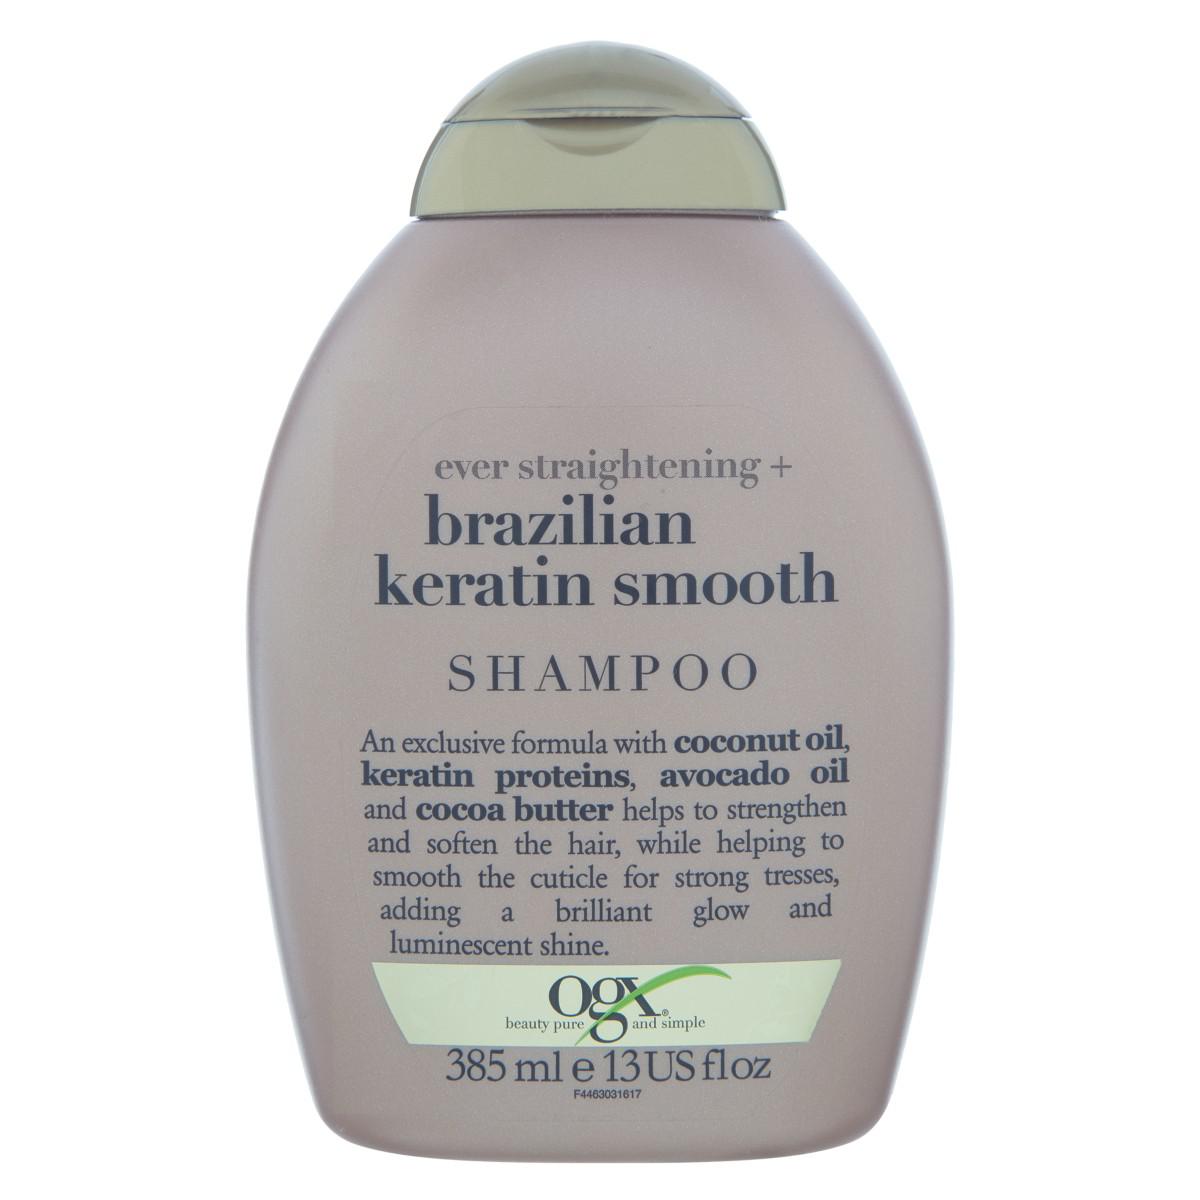 ever straightening +
brazilian
keratin smooth
SHAMPOO
An exclusive formula with coconut oil,
keratin proteins, avocado oil
and cocoa butter helps to strengthen
and soften the hair, while helping to
smooth the cuticle for strong tresses,
adding a brilliant glow and
luminescent shine.
ogx®
beauty pure and simple
385 ml e 13 US fl oz
F4463031617